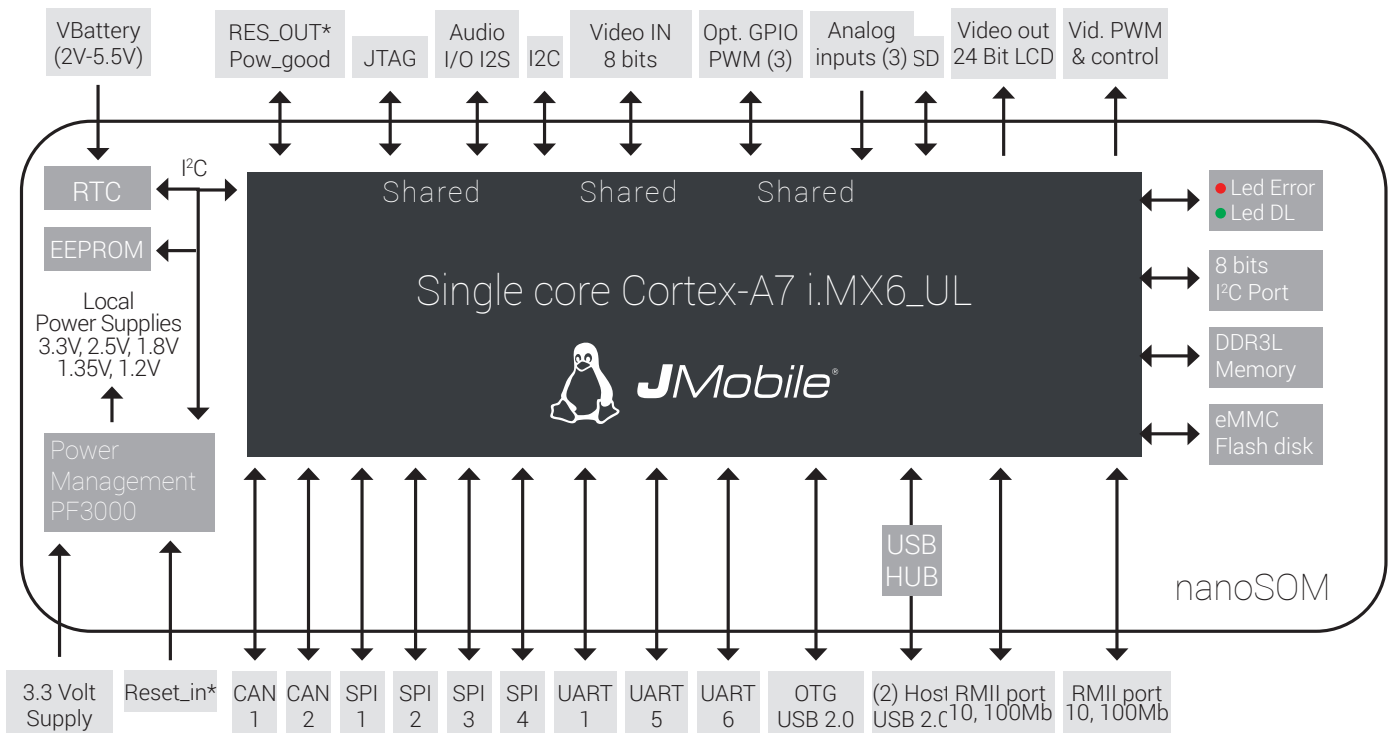 VBattery
(2V-5.5V)
RES_OUT*
Pow_good
JTAG
Audio
I/O I2S
I2C
Video IN
8 bits
Opt. GPIO
PWM (3)
Analog
inputs (3)
SD
Video out
24 Bit LCD
Vid. PWM
& control
RTC
I²C
EEPROM
Local
Power Supplies
3.3V, 2.5V, 1.8V
1.35V, 1.2V
Power
Management
PF3000
Shared
Shared
Shared
Single core Cortex-A7 i.MX6_UL
JMobile®
Led Error
Led DL
8 bits
I²C Port
DDR3L
Memory
eMMC
Flash disk
USB
HUB
nanoSOM
3.3 Volt
Supply
Reset_in*
CAN
1
CAN
2
SPI
1
SPI
2
SPI
3
SPI
4
UART
1
UART
5
UART
6
OTG
USB 2.0
(2) Host
USB 2.0
RMII port
10, 100Mb
RMII port
10, 100Mb